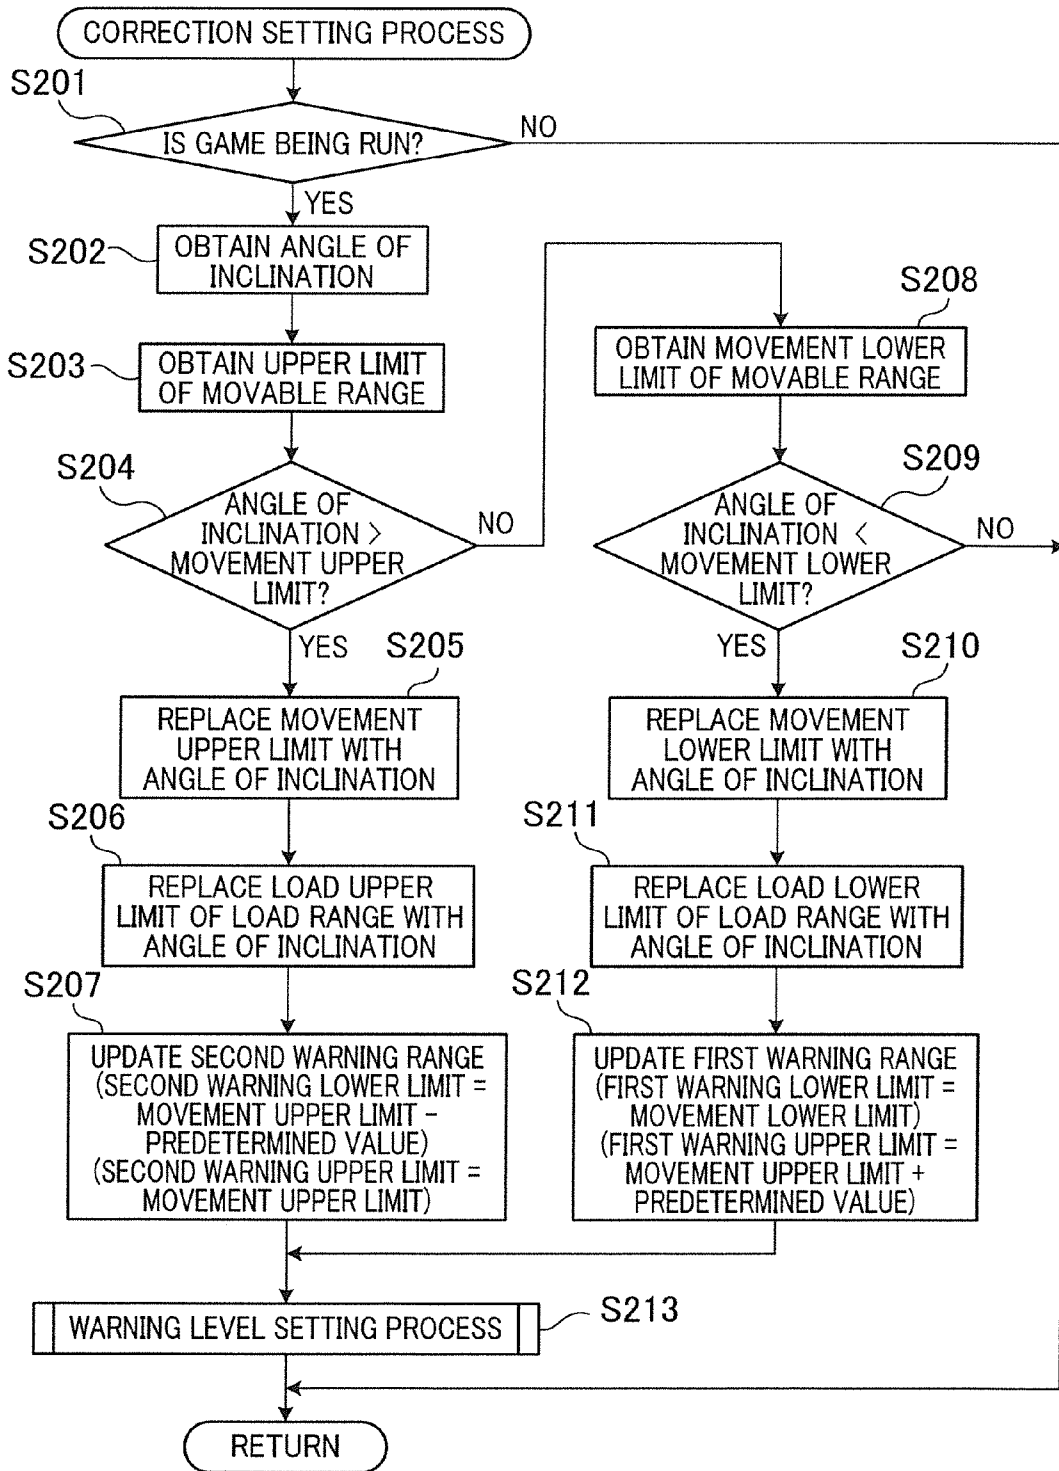 CORRECTION SETTING PROCESS
S201
IS GAME BEING RUN?
NO
YES
S202
OBTAIN ANGLE OF
INCLINATION
S203
OBTAIN UPPER LIMIT
OF MOVABLE RANGE
S204
ANGLE OF
INCLINATION >
MOVEMENT UPPER
LIMIT?
NO
YES
S205
REPLACE MOVEMENT
UPPER LIMIT WITH
ANGLE OF INCLINATION
S206
REPLACE LOAD UPPER
LIMIT OF LOAD RANGE WITH
ANGLE OF INCLINATION
S207
UPDATE SECOND WARNING RANGE
(SECOND WARNING LOWER LIMIT =
MOVEMENT UPPER LIMIT –
PREDETERMINED VALUE)
(SECOND WARNING UPPER LIMIT =
MOVEMENT UPPER LIMIT)
S208
OBTAIN MOVEMENT LOWER
LIMIT OF MOVABLE RANGE
S209
ANGLE OF
INCLINATION <
MOVEMENT LOWER
LIMIT?
NO
YES
S210
REPLACE MOVEMENT
LOWER LIMIT WITH
ANGLE OF INCLINATION
S211
REPLACE LOAD LOWER
LIMIT OF LOAD RANGE WITH
ANGLE OF INCLINATION
S212
UPDATE FIRST WARNING RANGE
(FIRST WARNING LOWER LIMIT =
MOVEMENT LOWER LIMIT)
(FIRST WARNING UPPER LIMIT =
MOVEMENT UPPER LIMIT +
PREDETERMINED VALUE)
WARNING LEVEL SETTING PROCESS
S213
RETURN